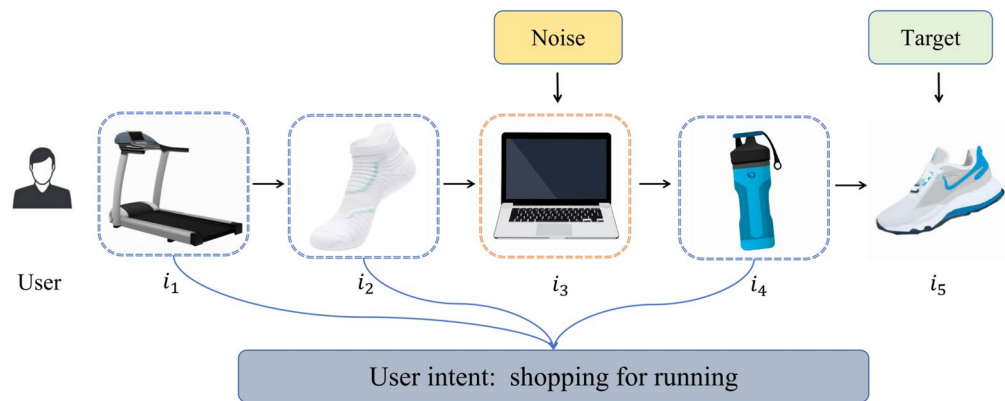 Noise
Target
User
i₁
i₂
i₃
i₄
i₅
User intent: shopping for running